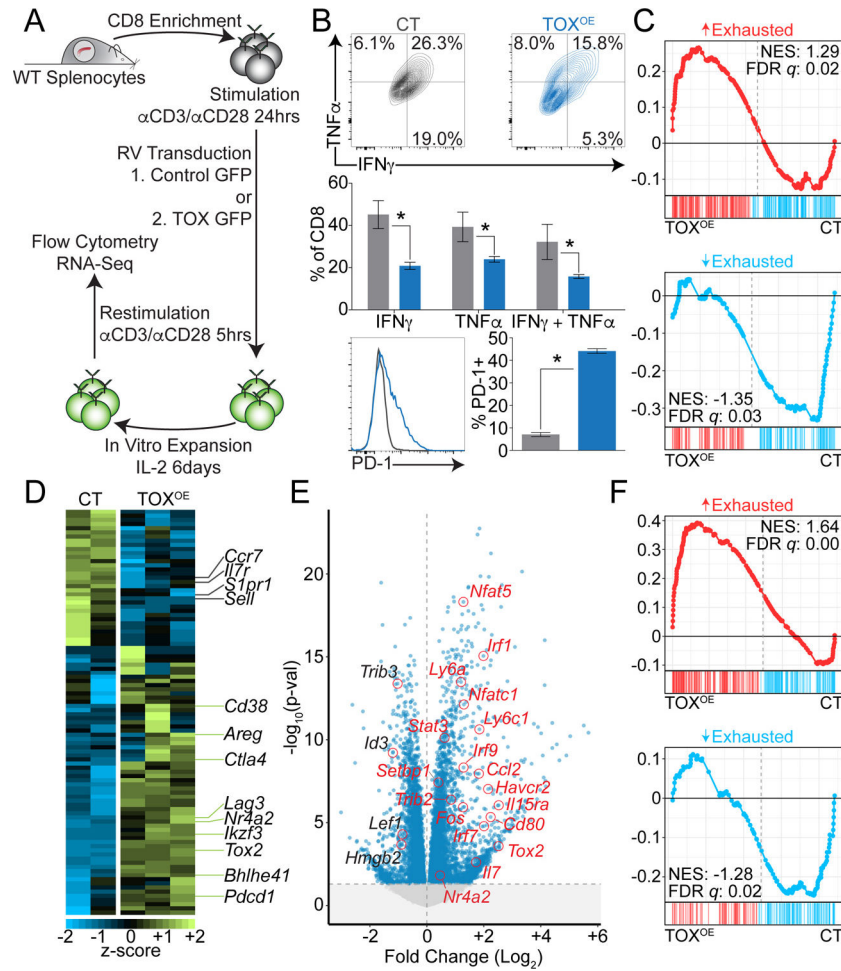 A
CD8 Enrichment
WT Splenocytes
Stimulation
αCD3/αCD28 24hrs
RV Transduction
1. Control GFP
or
2. TOX GFP
Flow Cytometry
RNA-Seq
Restimulation
αCD3/αCD28 5hrs
In Vitro Expansion
IL-2 6days
B
CT
TOXᴼᴱ
6.1% 26.3%
8.0% 15.8%
19.0%
5.3%
TNFα
IFNγ
% of CD8
60
40
20
0
*
*
*
IFNγ TNFα IFNγ + TNFα
PD-1
% PD-1+
50
40
30
20
10
0
*
C
↑Exhausted
NES: 1.29
FDR q: 0.02
0.2
0.1
0
-0.1
TOXᴼᴱ CT
↓Exhausted
0
-0.1
-0.2
-0.3
NES: -1.35
FDR q: 0.03
TOXᴼᴱ CT
D
CT TOXᴼᴱ
Ccr7
Il7r
S1pr1
Sell
Cd38
Areg
Ctla4
Lag3
Nr4a2
Ikzf3
Tox2
Bhlhe41
Pdcd1
-2 -1 0 +1 +2
z-score
E
-log₁₀(p-val)
20
15
10
5
0
Nfat5
Irf1
Trib3
Ly6a
Nfatc1
Stat3
Ly6c1
Id3
Irf9
Setbp1
Ccl2
Havcr2
Trib2
Il15ra
Fos
Cd80
Lef1
Irf7
Hmgb2
Tox2
Il7
Nr4a2
-2 0 +2 +4 +6
Fold Change (Log₂)
F
↑Exhausted
NES: 1.64
FDR q: 0.00
0.4
0.3
0.2
0.1
0
-0.1
TOXᴼᴱ CT
↓Exhausted
0.1
0
-0.1
-0.2
NES: -1.28
FDR q: 0.02
TOXᴼᴱ CT